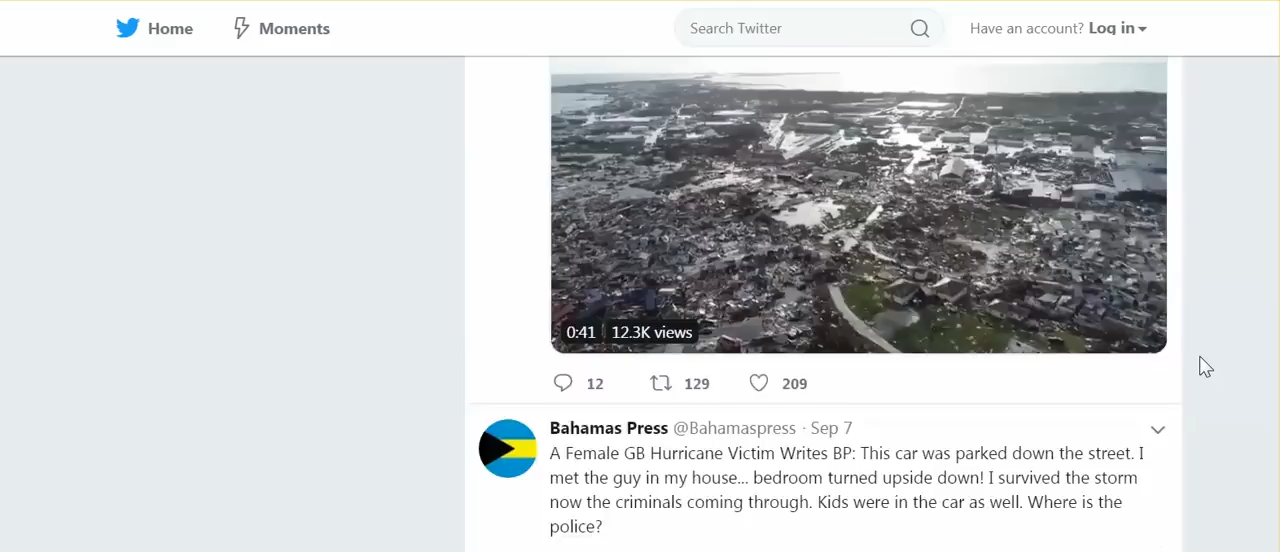 Home Moments Search Twitter Have an account? Log in
0:41 12.3K views
12 129 209
Bahamas Press @Bahamaspress · Sep 7
A Female GB Hurricane Victim Writes BP: This car was parked down the street. I
met the guy in my house... bedroom turned upside down! I survived the storm
now the criminals coming through. Kids were in the car as well. Where is the
police?